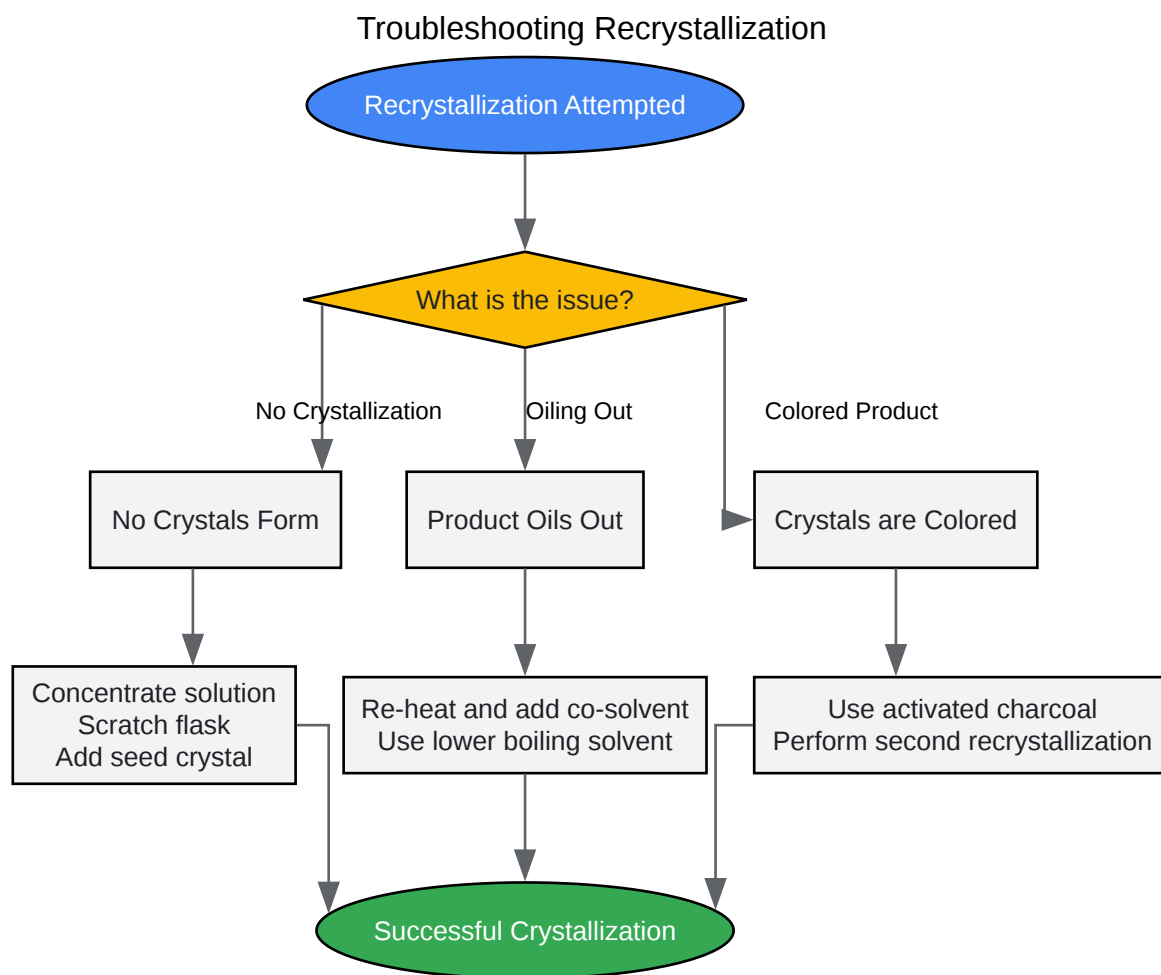 Troubleshooting Recrystallization
Recrystallization Attempted
What is the issue?
No Crystallization
Oiling Out
Colored Product
No Crystals Form
Product Oils Out
Crystals are Colored
Concentrate solution
Scratch flask
Add seed crystal
Re-heat and add co-solvent
Use lower boiling solvent
Use activated charcoal
Perform second recrystallization
Successful Crystallization